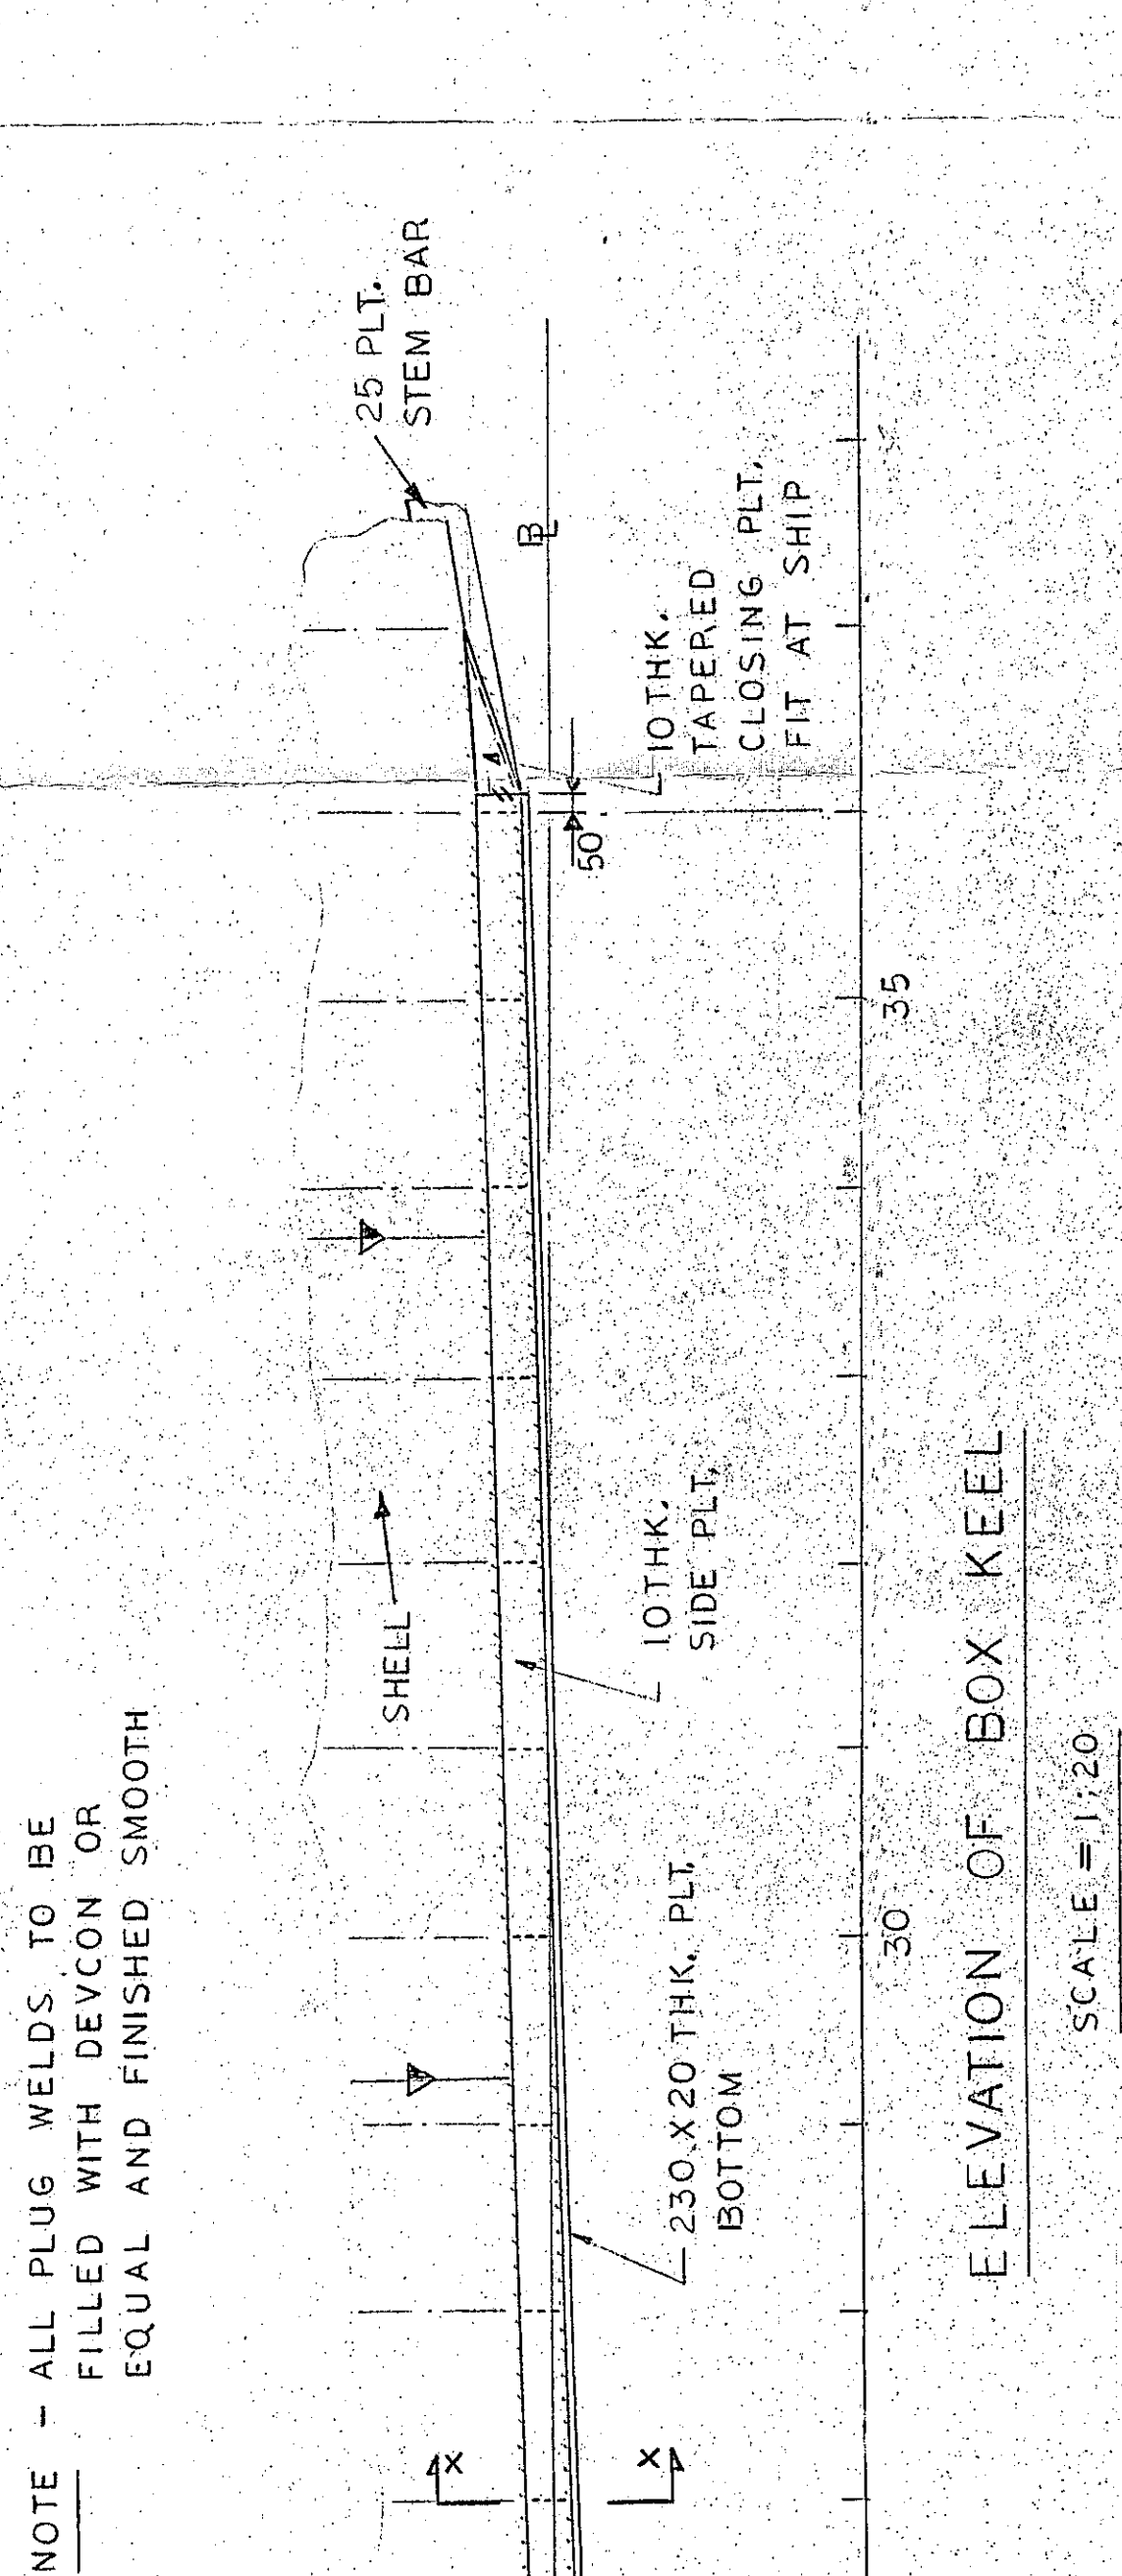 NOTE - ALL PLUG WELDS TO BE
FILLED WITH DEVCON OR
EQUAL AND FINISHED SMOOTH
25 PLT.
STEM BAR
SHELL
BL
50
10 THK.
TAPERED
CLOSING PLT.
FIT AT SHIP
10 THK.
SIDE PLT.
230 X 20 THK. PLT.
BOTTOM
X
X
30
35
ELEVATION OF BOX KEEL
SCALE = 1:20